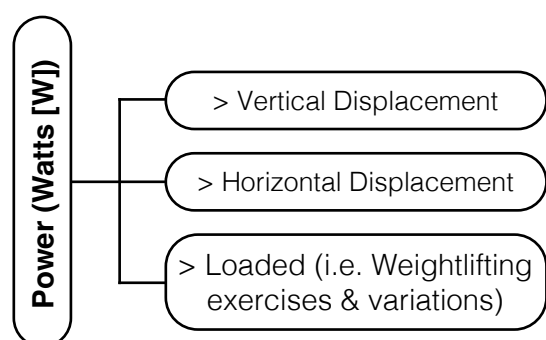 Power (Watts [W])
> Vertical Displacement
> Horizontal Displacement
> Loaded (i.e. Weightlifting
exercises & variations)